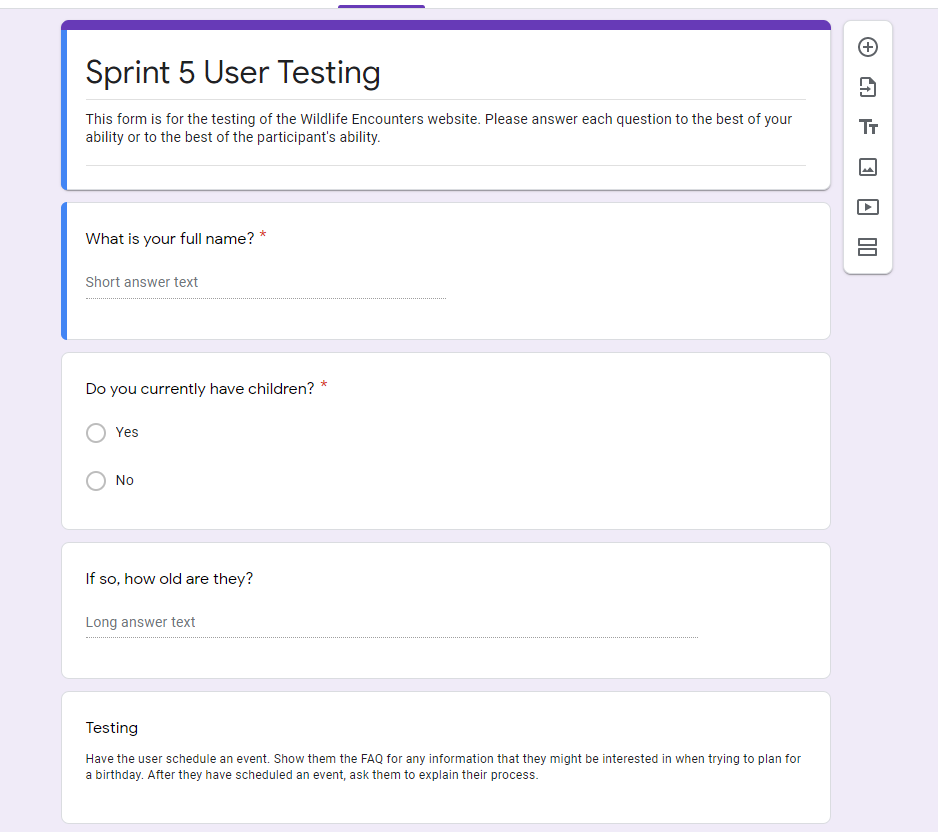 Sprint 5 User Testing
This form is for the testing of the Wildlife Encounters website. Please answer each question to the best of your
ability or to the best of the participant's ability.
What is your full name? *
Short answer text
Do you currently have children? *
Yes
No
If so, how old are they?
Long answer text
Testing
Have the user schedule an event. Show them the FAQ for any information that they might be interested in when trying to plan for
a birthday. After they have scheduled an event, ask them to explain their process.